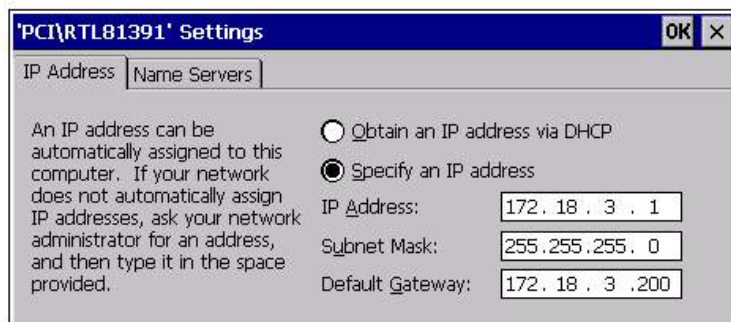 'PCI\RTL81391' Settings
OK ×
IP Address
Name Servers
An IP address can be
automatically assigned to this
computer. If your network
does not automatically assign
IP addresses, ask your network
administrator for an address,
and then type it in the space
provided.
Obtain an IP address via DHCP
Specify an IP address
IP Address: 172. 18 . 3 . 1
Subnet Mask: 255.255.255. 0
Default Gateway: 172. 18 . 3 .200